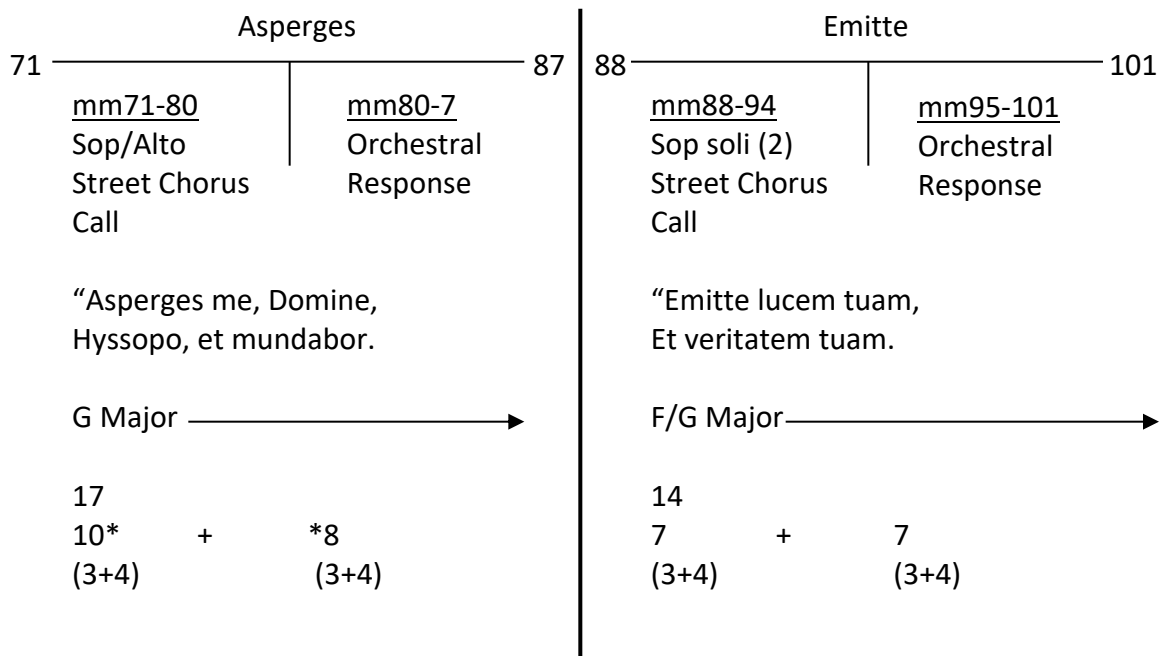 Asperges
71
87
mm71-80
Sop/Alto
Street Chorus
Call
mm80-7
Orchestral
Response
“Asperges me, Domine,
Hyssopo, et mundabor.
G Major
17
10* + *8
(3+4) (3+4)
Emitte
88
101
mm88-94
Sop soli (2)
Street Chorus
Call
mm95-101
Orchestral
Response
“Emitte lucem tuam,
Et veritatem tuam.
F/G Major
14
7 + 7
(3+4) (3+4)